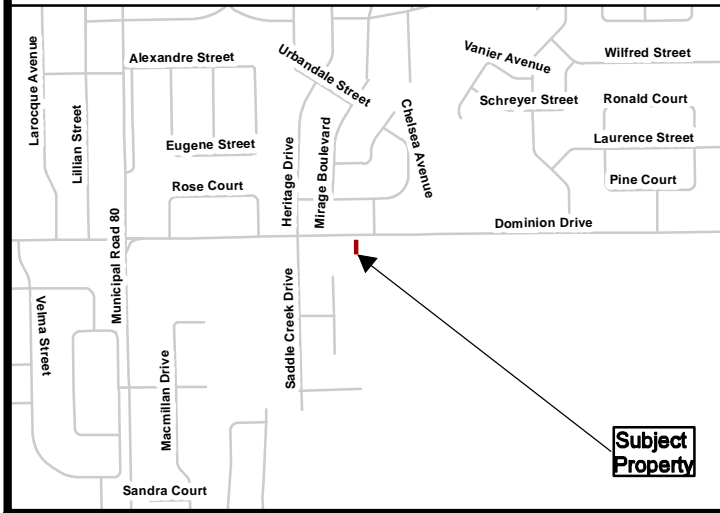 Larocque Avenue
Lillian Street
Alexandre Street
Urbandale Street
Vanier Avenue
Wilfred Street
Schreyer Street
Ronald Court
Chelsea Avenue
Eugene Street
Laurence Street
Heritage Drive
Mirage Boulevard
Rose Court
Pine Court
Dominion Drive
Municipal Road 80
Velma Street
Saddle Creek Drive
Macmillan Drive
Sandra Court
Subject
Property